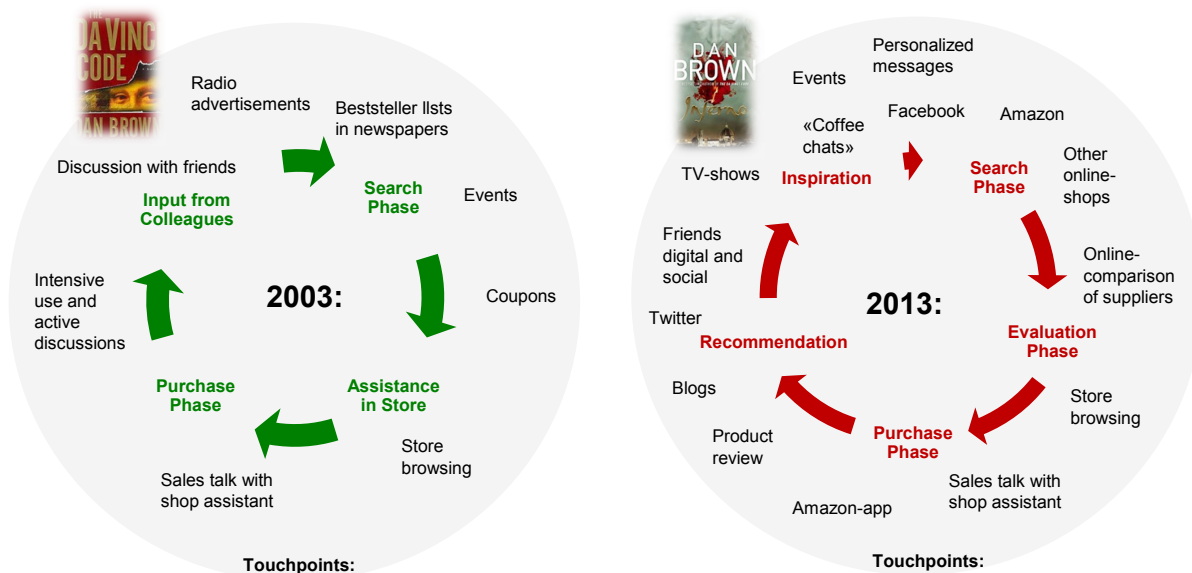 THE
DA VINCI
CODE
DAN BROWN
Radio
advertisements
Bestseller lIsts
in newspapers
Discussion with friends
Input from
Colleagues
Search
Phase
Events
Intensive
use and
active
discussions
2003:
Coupons
Purchase
Phase
Assistance
in Store
Store
browsing
Sales talk with
shop assistant
Touchpoints:
DAN
BROWN
Inferno
Personalized
messages
Events
Facebook
Amazon
«Coffee
chats»
TV-shows
Inspiration
Search
Phase
Other
online-
shops
Friends
digital and
social
Online-
comparison
of suppliers
2013:
Twitter
Recommendation
Evaluation
Phase
Blogs
Store
browsing
Product
review
Purchase
Phase
Sales talk with
shop assistant
Amazon-app
Touchpoints: